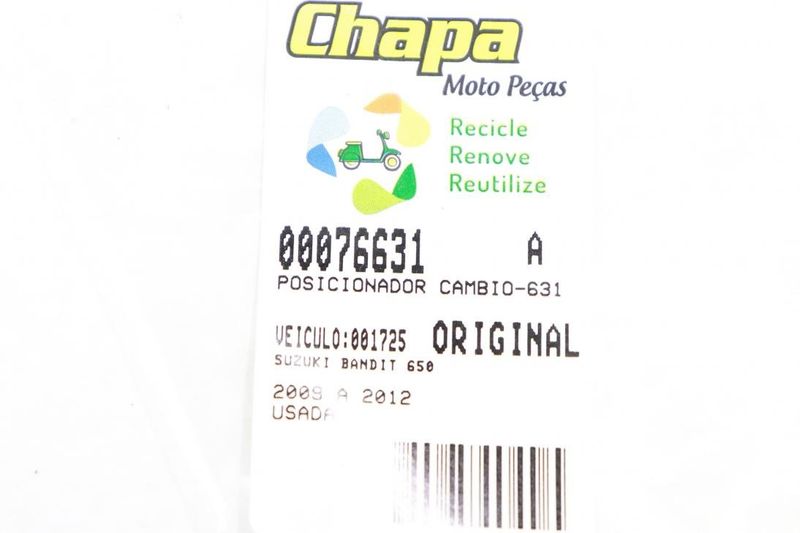 Chapa
Moto Peças
Recicle
Renove
Reutilize
00076631 A
POSICIONADOR CAMBIO-631
VEICULO:001725 ORIGINAL
SUZUKI BANDIT 650
2009 A 2012
USADA